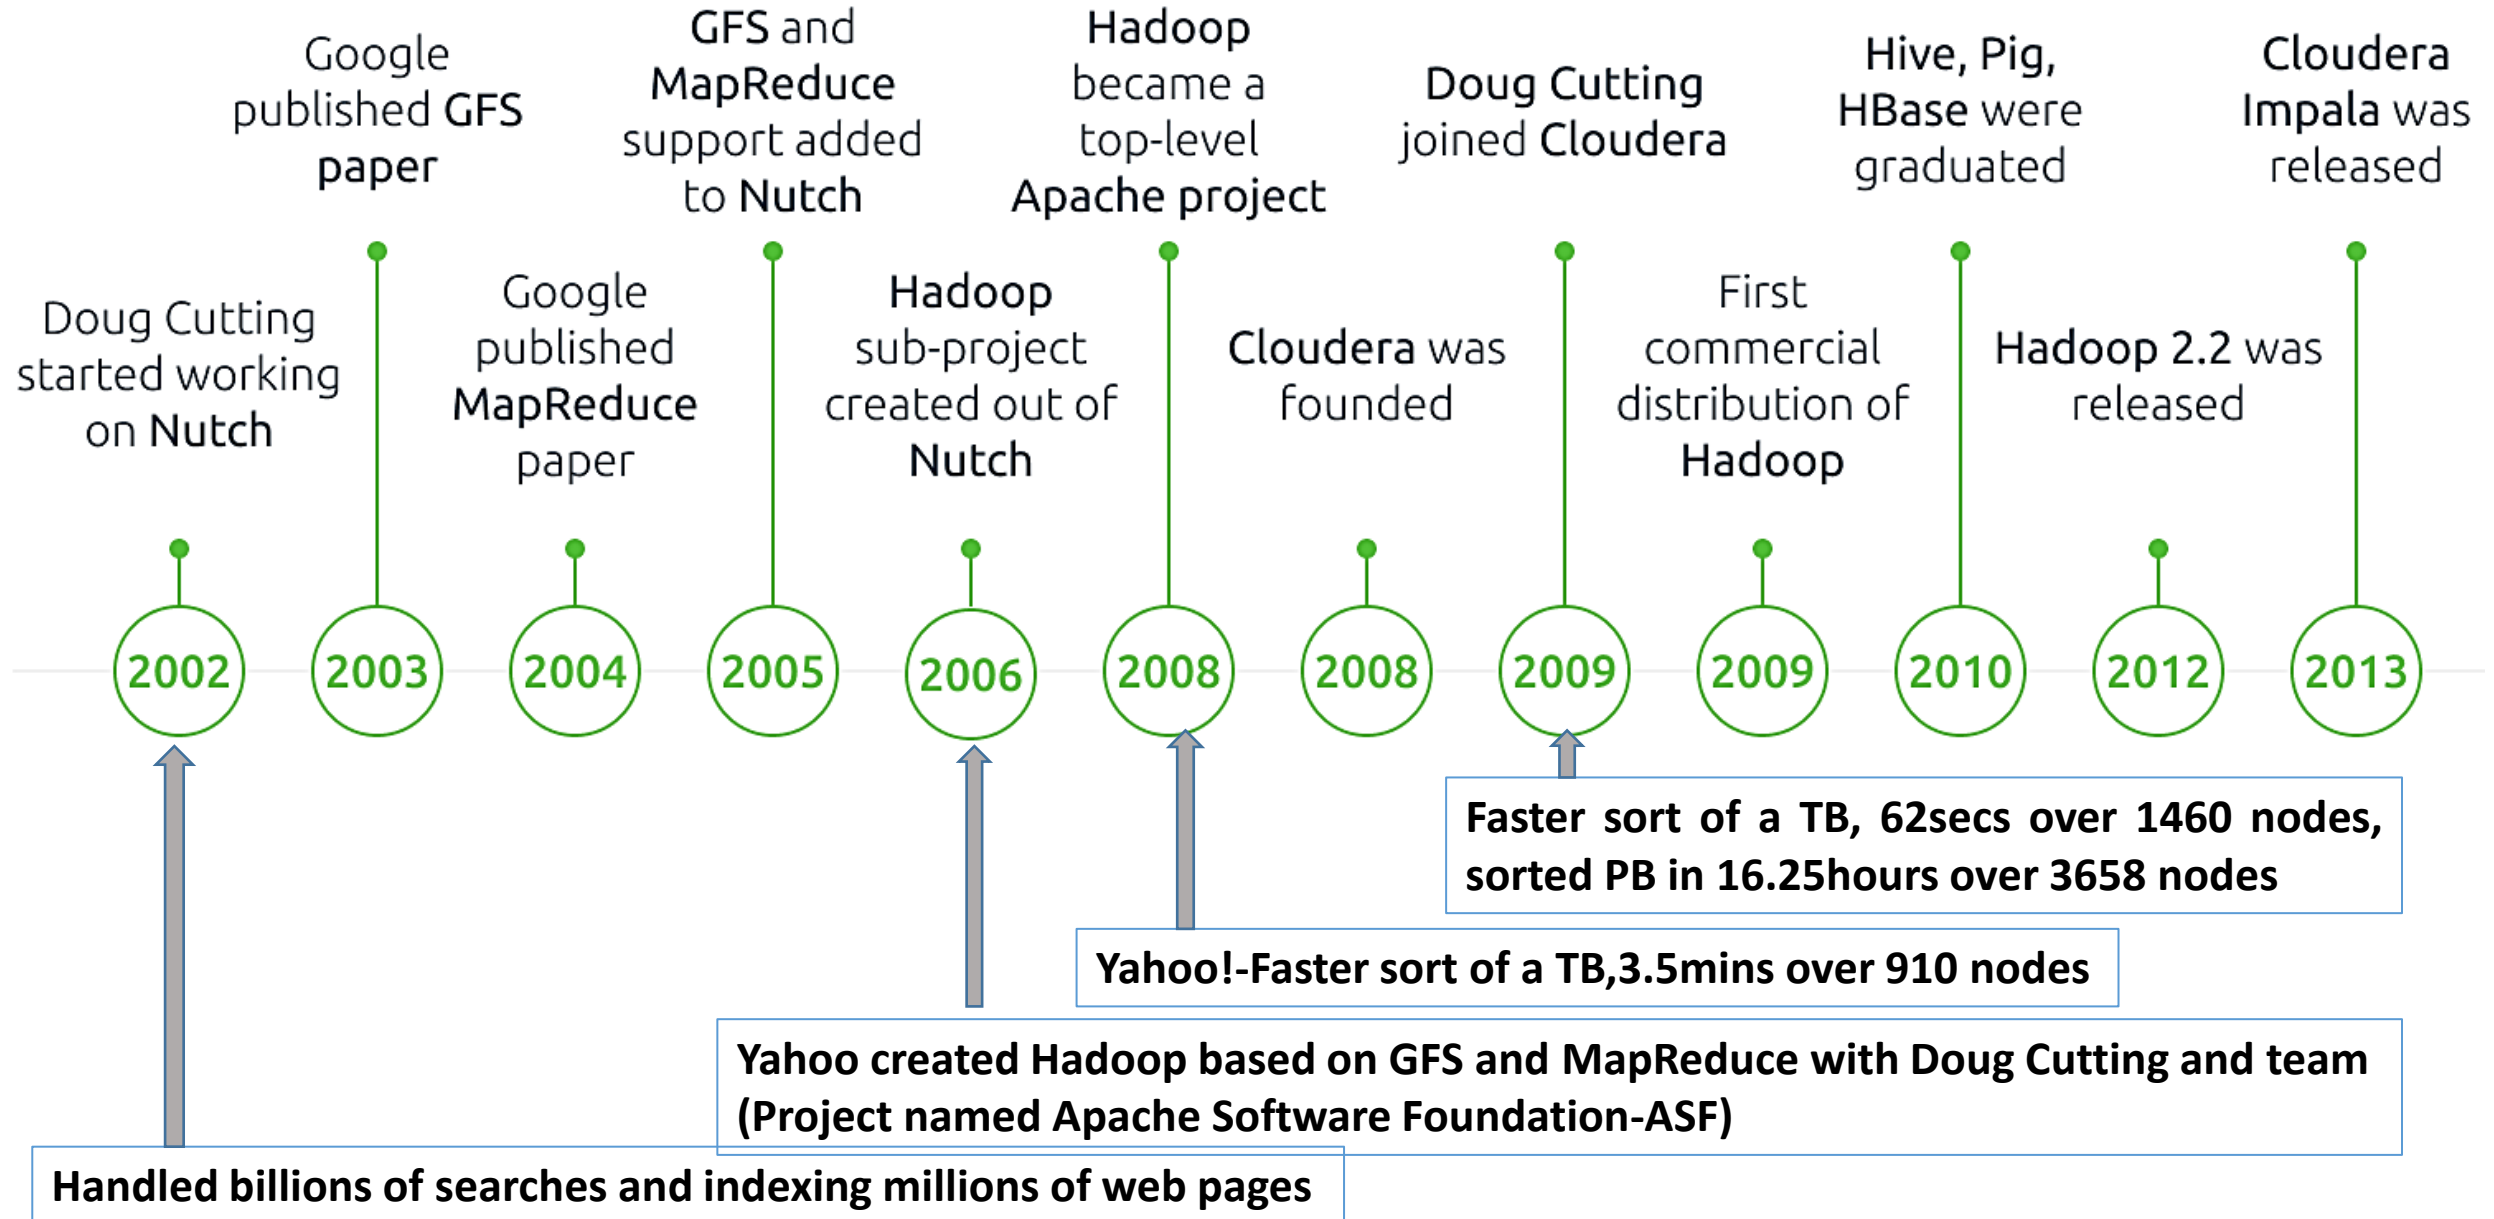 Doug Cutting
started working
on Nutch
Google
published GFS
paper
Google
published
MapReduce
paper
GFS and
MapReduce
support added
to Nutch
Hadoop
sub-project
created out of
Nutch
Hadoop
became a
top-level
Apache project
Cloudera was
founded
Doug Cutting
joined Cloudera
First
commercial
distribution of
Hadoop
Hive, Pig,
HBase were
graduated
Hadoop 2.2 was
released
Cloudera
Impala was
released
2002
2003
2004
2005
2006
2008
2008
2009
2009
2010
2012
2013
Faster sort of a TB, 62secs over 1460 nodes,
sorted PB in 16.25hours over 3658 nodes
Yahoo!-Faster sort of a TB,3.5mins over 910 nodes
Yahoo created Hadoop based on GFS and MapReduce with Doug Cutting and team
(Project named Apache Software Foundation-ASF)
Handled billions of searches and indexing millions of web pages